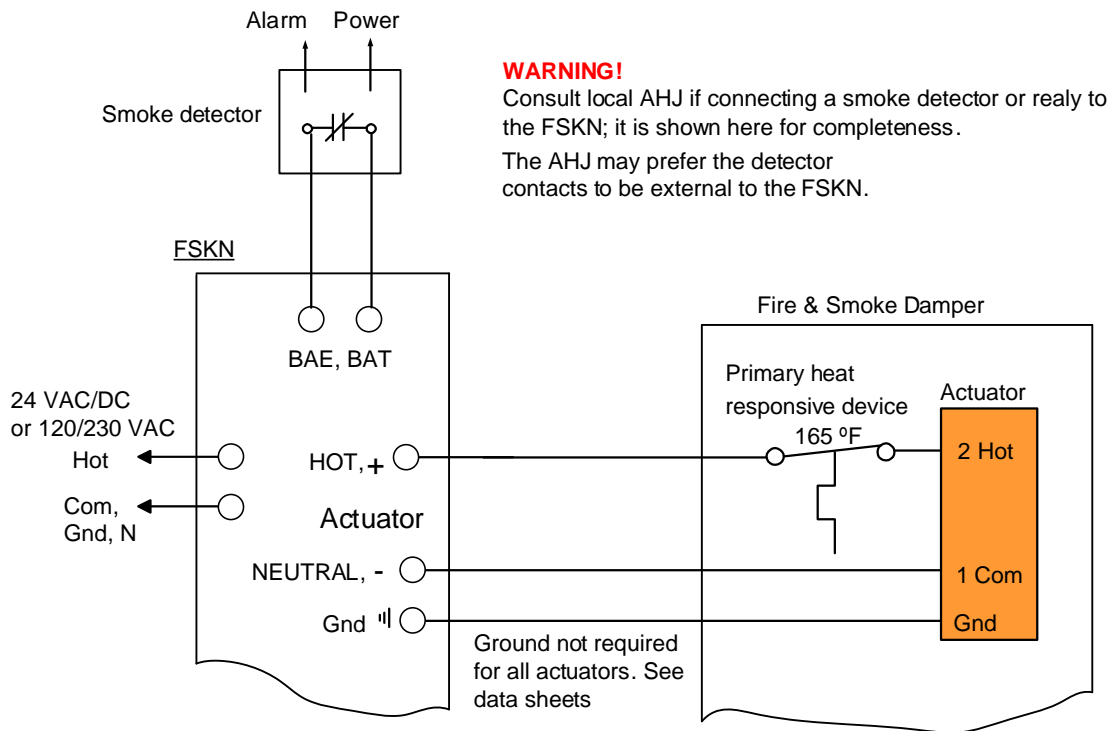 Alarm Power
WARNING!
Consult local AHJ if connecting a smoke detector or realy to
the FSKN; it is shown here for completeness.
The AHJ may prefer the detector
contacts to be external to the FSKN.
Smoke detector
FSKN
BAE, BAT
24 VAC/DC
or 120/230 VAC
Hot
Com,
Gnd, N
HOT, +
Actuator
NEUTRAL, -
Gnd
Ground not required
for all actuators. See
data sheets
Fire & Smoke Damper
Primary heat
responsive device
165 ºF
Actuator
2 Hot
1 Com
Gnd